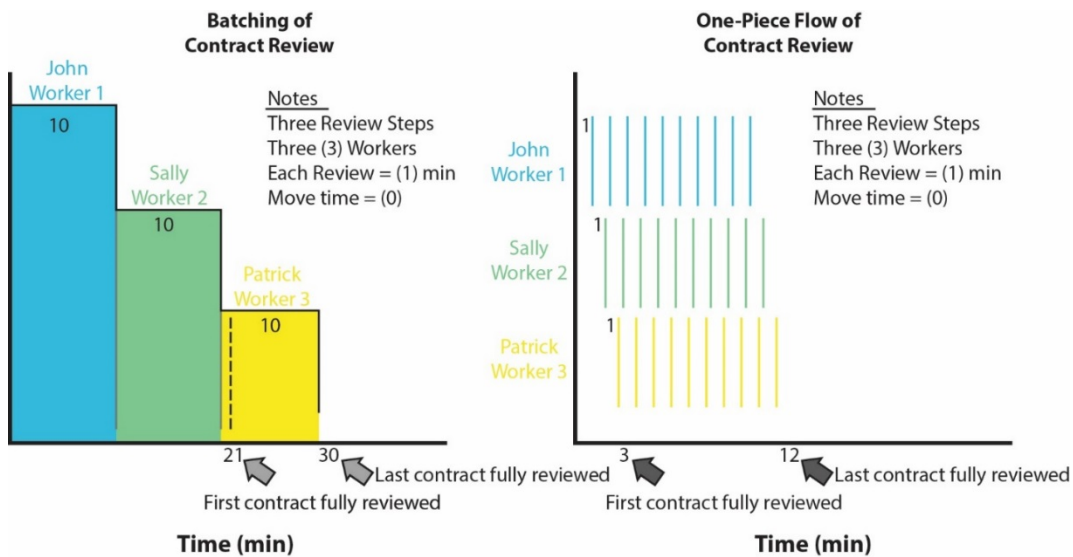 Batching of
Contract Review
John
Worker 1
10
Sally
Worker 2
10
Patrick
Worker 3
10
Notes
Three Review Steps
Three (3) Workers
Each Review = (1) min
Move time = (0)
21
30
Last contract fully reviewed
First contract fully reviewed
Time (min)
One-Piece Flow of
Contract Review
Notes
Three Review Steps
Three (3) Workers
Each Review = (1) min
Move time = (0)
John
Worker 1
1
Sally
Worker 2
1
Patrick
Worker 3
1
3
12
Last contract fully reviewed
First contract fully reviewed
Time (min)